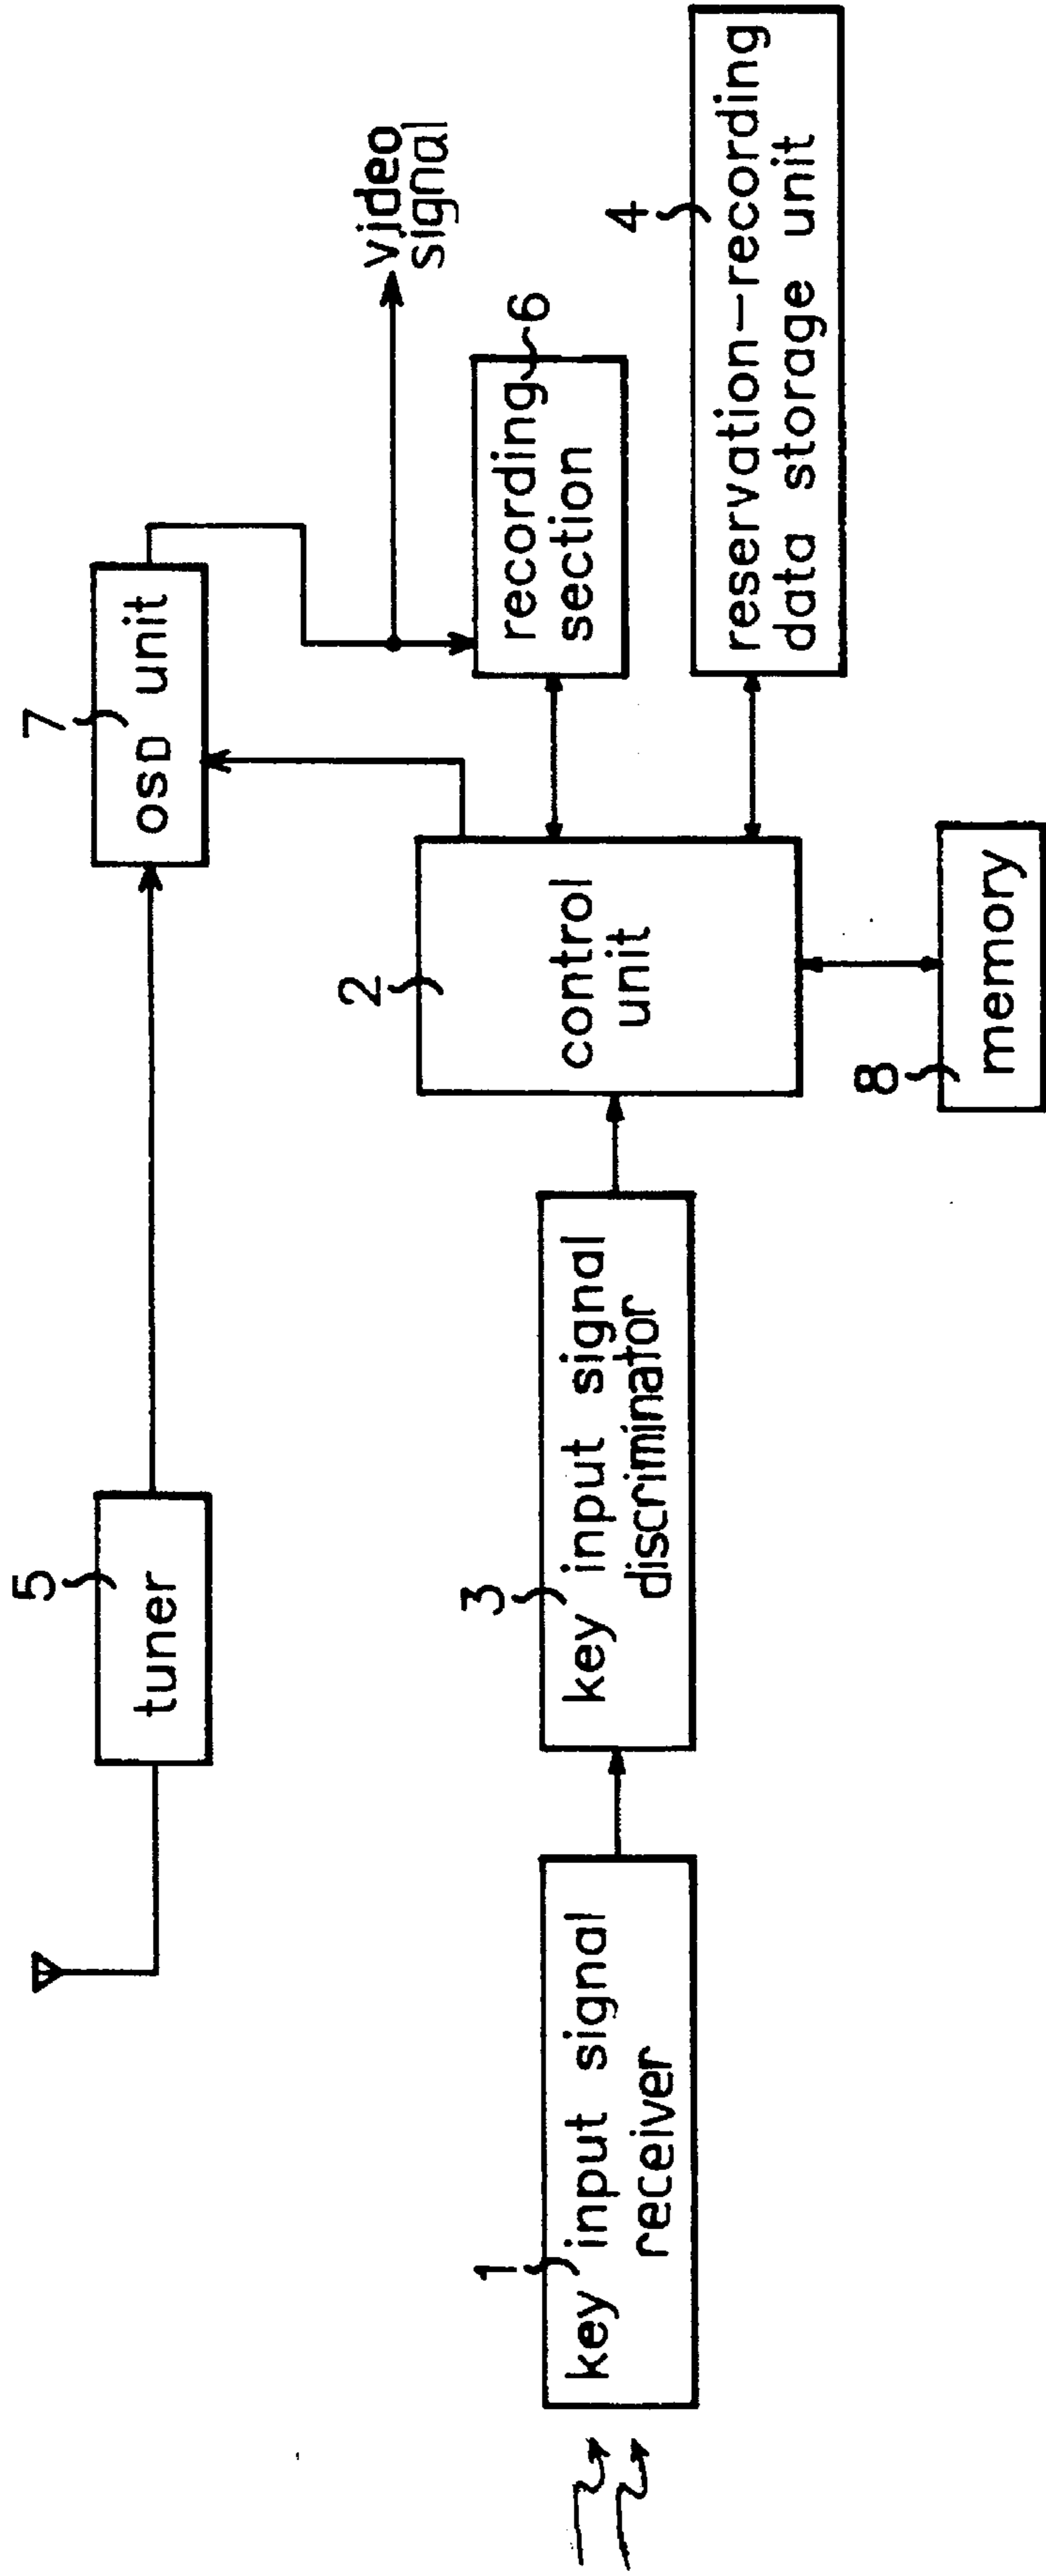 5
tuner
7
OSD unit
video
signal
1
key input signal
receiver
3
key input signal
discriminator
2
control
unit
6
recording
section
4
reservation-recording
data storage unit
8
memory